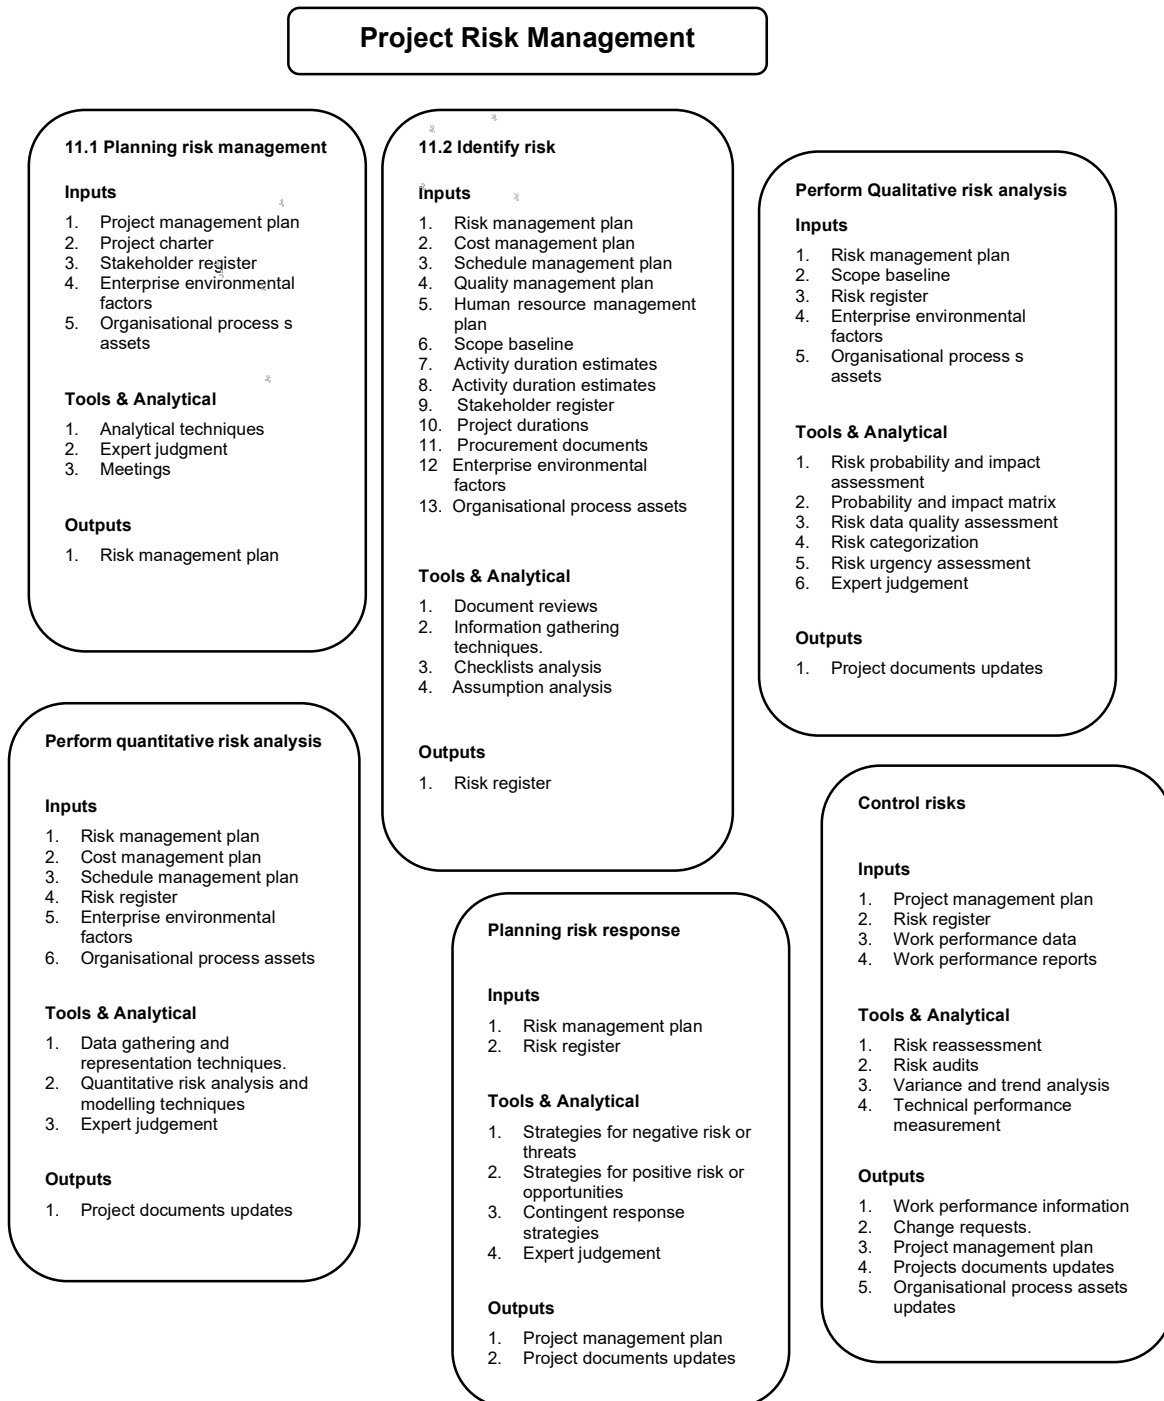 Project Risk Management
11.1 Planning risk management
Inputs
1. Project management plan
2. Project charter
3. Stakeholder register
4. Enterprise environmental
factors
5. Organisational process s
assets
Tools & Analytical
1. Analytical techniques
2. Expert judgment
3. Meetings
Outputs
1. Risk management plan
11.2 Identify risk
Inputs
1. Risk management plan
2. Cost management plan
3. Schedule management plan
4. Quality management plan
5. Human resource management
plan
6. Scope baseline
7. Activity duration estimates
8. Activity duration estimates
9. Stakeholder register
10. Project durations
11. Procurement documents
12 Enterprise environmental
factors
13. Organisational process assets
Tools & Analytical
1. Document reviews
2. Information gathering
techniques.
3. Checklists analysis
4. Assumption analysis
Outputs
1. Risk register
Perform Qualitative risk analysis
Inputs
1. Risk management plan
2. Scope baseline
3. Risk register
4. Enterprise environmental
factors
5. Organisational process s
assets
Tools & Analytical
1. Risk probability and impact
assessment
2. Probability and impact matrix
3. Risk data quality assessment
4. Risk categorization
5. Risk urgency assessment
6. Expert judgement
Outputs
1. Project documents updates
Perform quantitative risk analysis
Inputs
1. Risk management plan
2. Cost management plan
3. Schedule management plan
4. Risk register
5. Enterprise environmental
factors
6. Organisational process assets
Tools & Analytical
1. Data gathering and
representation techniques.
2. Quantitative risk analysis and
modelling techniques
3. Expert judgement
Outputs
1. Project documents updates
Planning risk response
Inputs
1. Risk management plan
2. Risk register
Tools & Analytical
1. Strategies for negative risk or
threats
2. Strategies for positive risk or
opportunities
3. Contingent response
strategies
4. Expert judgement
Outputs
1. Project management plan
2. Project documents updates
Control risks
Inputs
1. Project management plan
2. Risk register
3. Work performance data
4. Work performance reports
Tools & Analytical
1. Risk reassessment
2. Risk audits
3. Variance and trend analysis
4. Technical performance
measurement
Outputs
1. Work performance information
2. Change requests.
3. Project management plan
4. Projects documents updates
5. Organisational process assets
updates